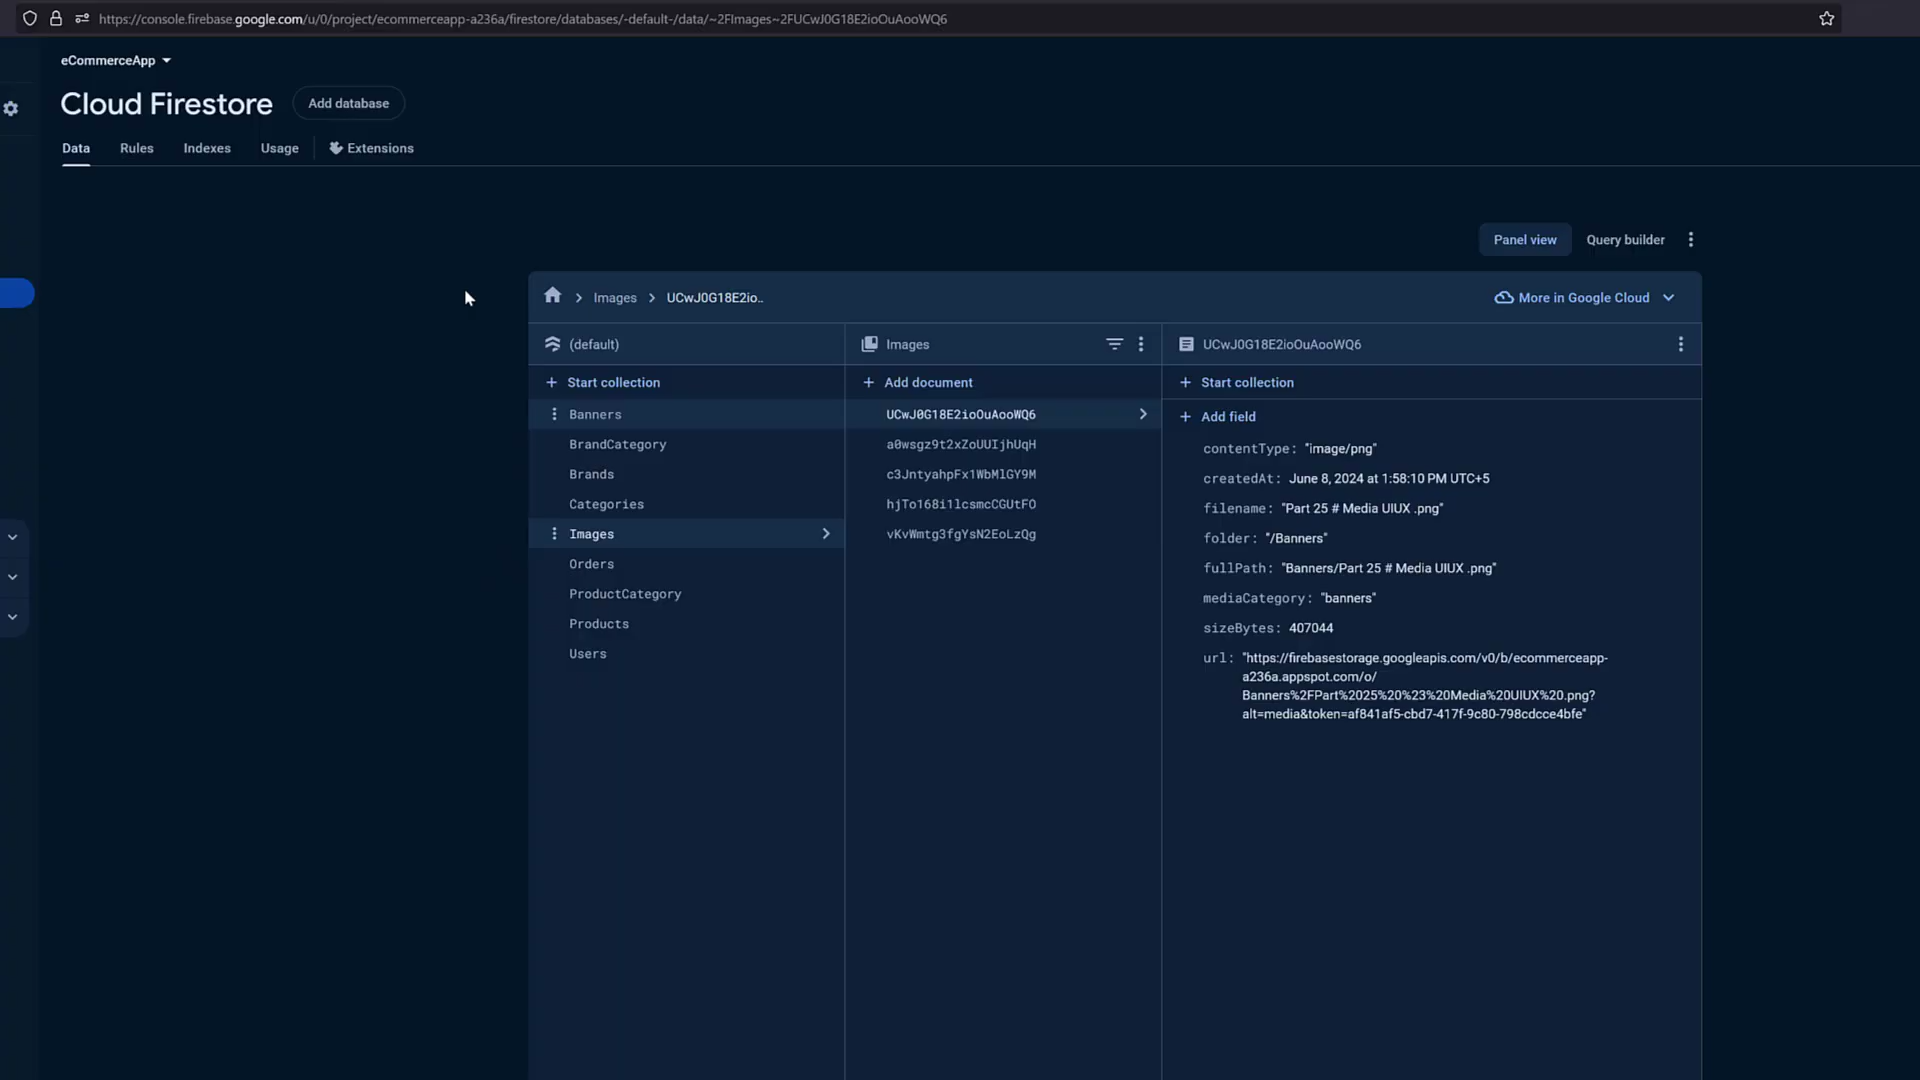 https://console.firebase.google.com/u/0/project/ecommerceapp-a236a/firestore/databases/-default-/data/~2FImages~2FUCwJ0G18E2ioOuAooWQ6
eCommerceApp
Cloud Firestore
Add database
Data
Rules
Indexes
Usage
Extensions
Panel view
Query builder
Images
UCwJ0G18E2io..
More in Google Cloud
(default)
Images
UCwJ0G18E2ioOuAooWQ6
+ Start collection
Banners
BrandCategory
Brands
Categories
Images
Orders
ProductCategory
Products
Users
+ Add document
UCwJ0G18E2ioOuAooWQ6
a0wsgz9t2xZoUUIjhUqH
c3JntyahpFx1WbMlGY9M
hjTo168i1lcsmcCGUtFO
vKvWmtg3fgYsN2EoLzQg
+ Start collection
+ Add field
contentType: "image/png"
createdAt: June 8, 2024 at 1:58:10 PM UTC+5
filename: "Part 25 # Media UIUX .png"
folder: "/Banners"
fullPath: "Banners/Part 25 # Media UIUX .png"
mediaCategory: "banners"
sizeBytes: 407044
url: "https://firebasestorage.googleapis.com/v0/b/ecommerceapp-
a236a.appspot.com/o/
Banners%2FPart%2025%20%23%20Media%20UIUX%20.png?
alt=media&token=af841af5-cbd7-417f-9c80-798cdcce4bfe"